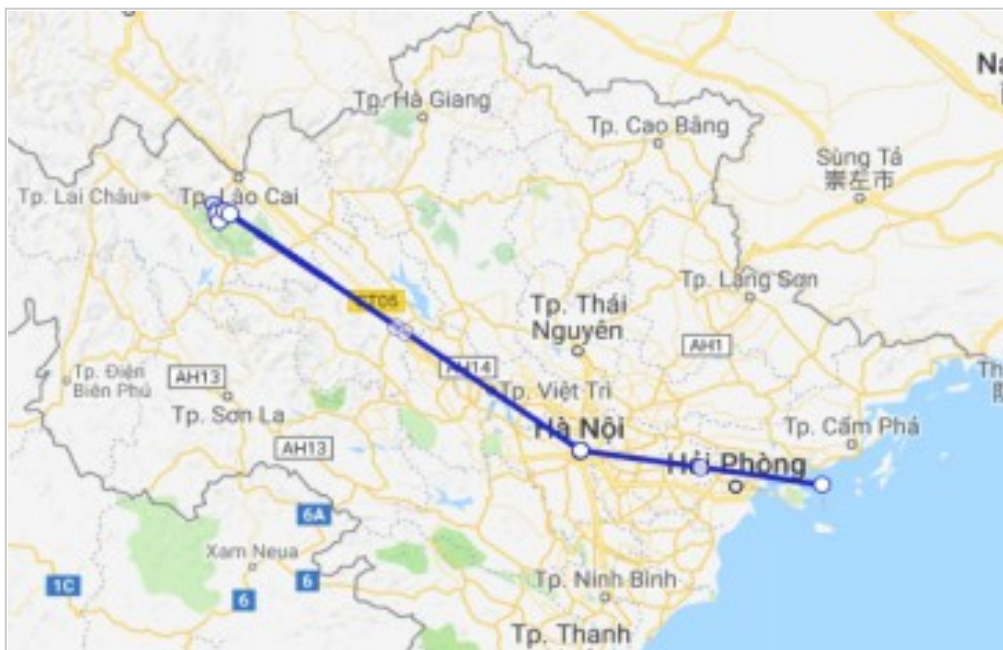 Na
Tp. Hà Giang
Tp. Cao Bằng
Sùng Tả
崇左市
Tp. Lai Châu
Tp. Lào Cai
Tp. Lạng Sơn
CT05
Tp. Thái
Nguyên
AH1
Th
Tp. Điện
Biên Phủ
AH13
AH14
Tp. Việt Trì
Tp. Sơn La
Hà Nội
Tp. Cẩm Phả
AH13
Hải Phòng
6A
Xam Neua
1C
6
6
Tp. Ninh Bình
Tp. Thanh